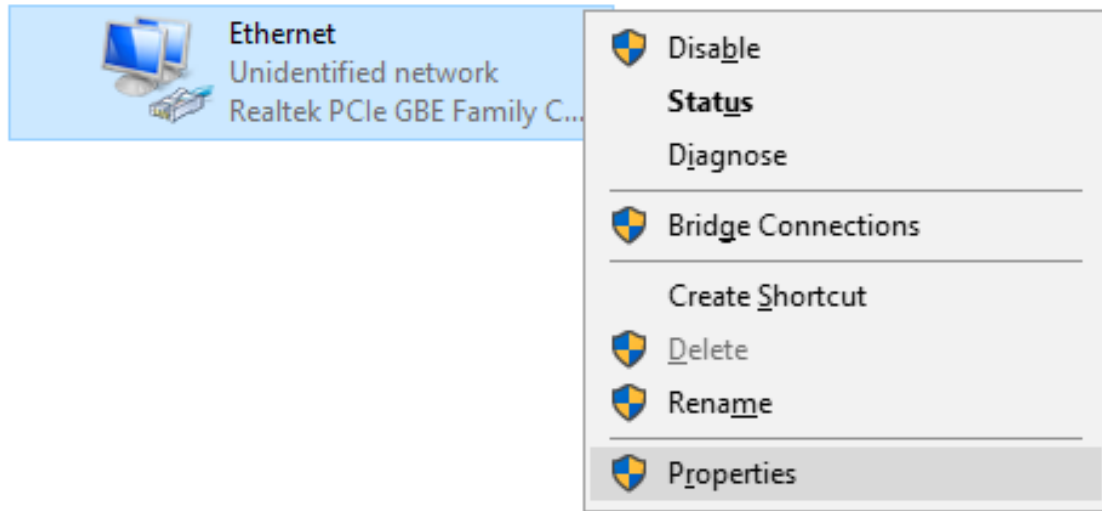 Ethernet
Unidentified network
Realtek PCIe GBE Family C...
Disable
Status
Diagnose
Bridge Connections
Create Shortcut
Delete
Rename
Properties